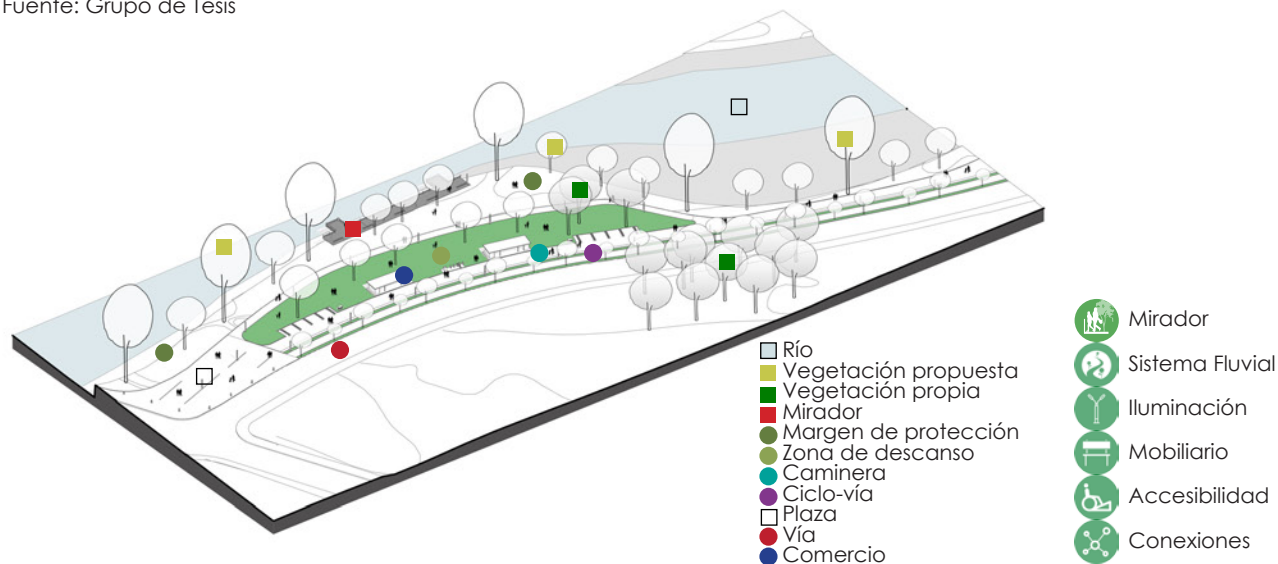 Fuente: Grupo de Tesis
Río
Vegetación propuesta
Vegetación propia
Mirador
Margen de protección
Zona de descanso
Caminera
Ciclo-vía
Plaza
Vía
Comercio
Mirador
Sistema Fluvial
Iluminación
Mobiliario
Accesibilidad
Conexiones